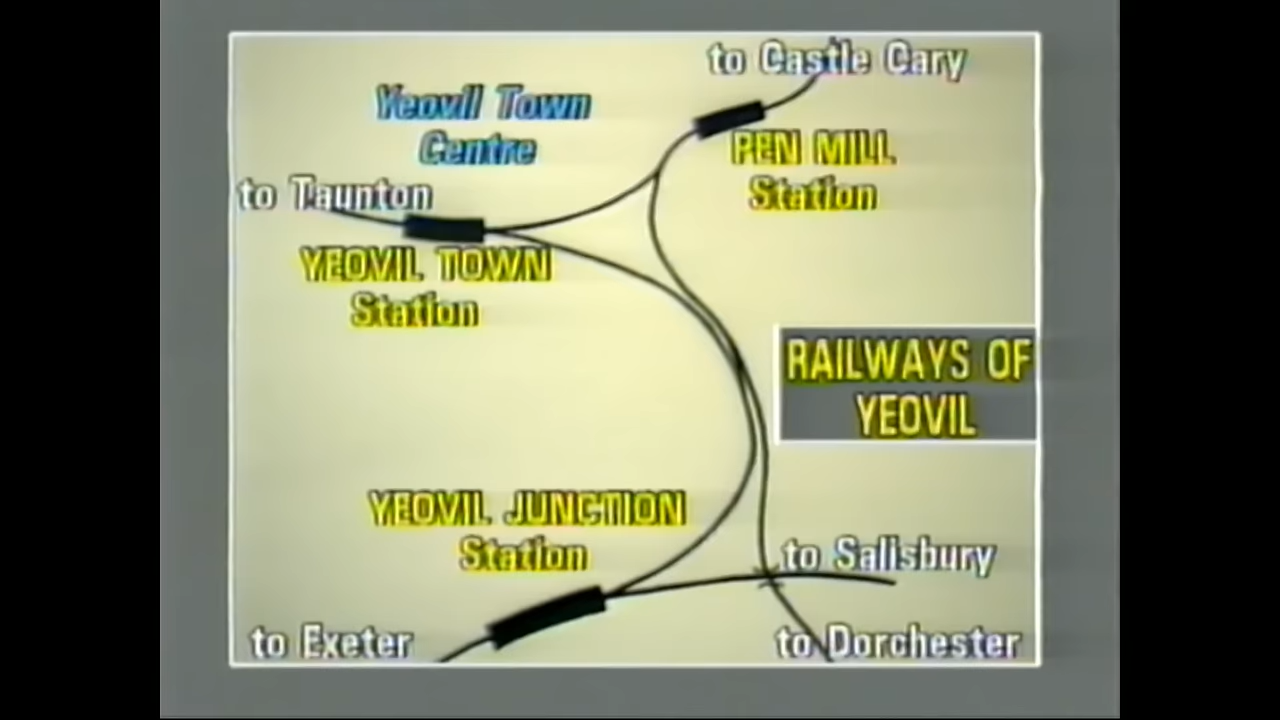 to Castle Cary
Yeovil Town
Centre
PEN MILL
Station
to Taunton
YEOVIL TOWN
Station
RAILWAYS OF
YEOVIL
YEOVIL JUNCTION
Station
to Salisbury
to Exeter
to Dorchester